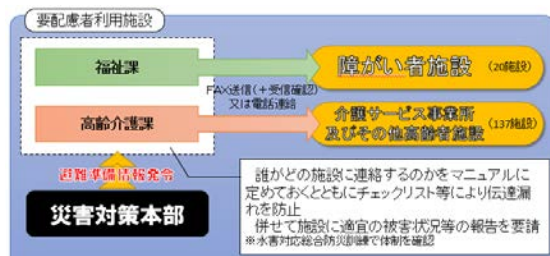 要配慮者利用施設
福祉課
障がい者施設
(20施設)
FAX送信(+受信確認)
又は電話連絡
高齢介護課
介護サービス事業所
及びその他高齢者施設
(137施設)
避難準備情報発令
災害対策本部
誰がどの施設に連絡するのかをマニュアルに
定めておくとともにチェックリスト等により伝達漏
れを防止
併せて施設に適宜の被害状況等の報告を要請
※水害対応総合防災訓練で体制を確認